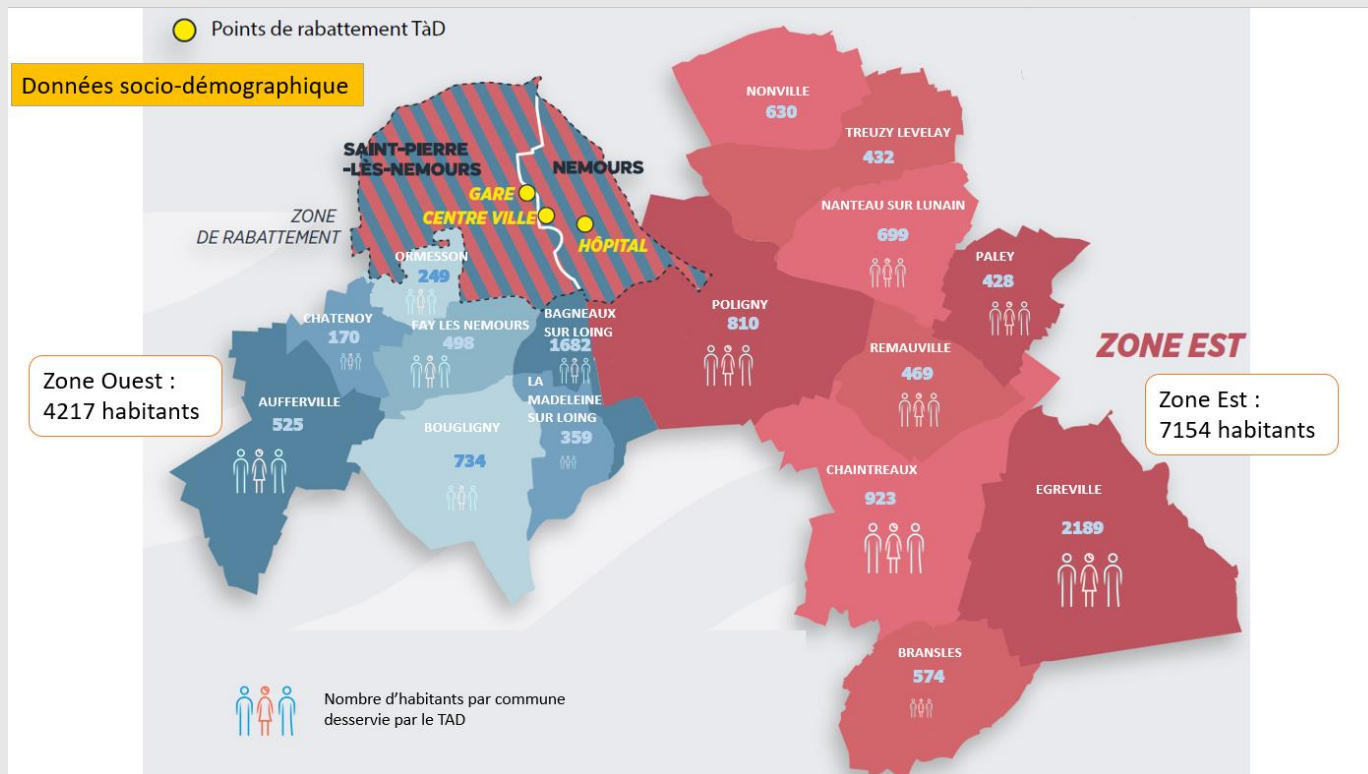 Points de rabattement TàD
Données socio-démographique
SAINT-PIERRE
-LÈS-NEMOURS
NEMOURS
GARE
CENTRE VILLE
HÔPITAL
ZONE
DE RABATTEMENT
NONVILLE
630
TREUZY LEVELAY
432
NANTEAU SUR LUNAIN
699
PALEY
428
ORMESSON
249
CHATENOY
170
FAY LES NEMOURS
498
BAGNEAUX
SUR LOING
1682
POLIGNY
810
REMAUVILLE
469
ZONE EST
Zone Ouest :
4217 habitants
Zone Est :
7154 habitants
AUFFERVILLE
525
BOUGLIGNY
734
LA
MADELEINE
SUR LOING
359
CHAINTREAUX
923
EGREVILLE
2189
BRANSLES
574
Nombre d'habitants par commune
desservie par le TAD